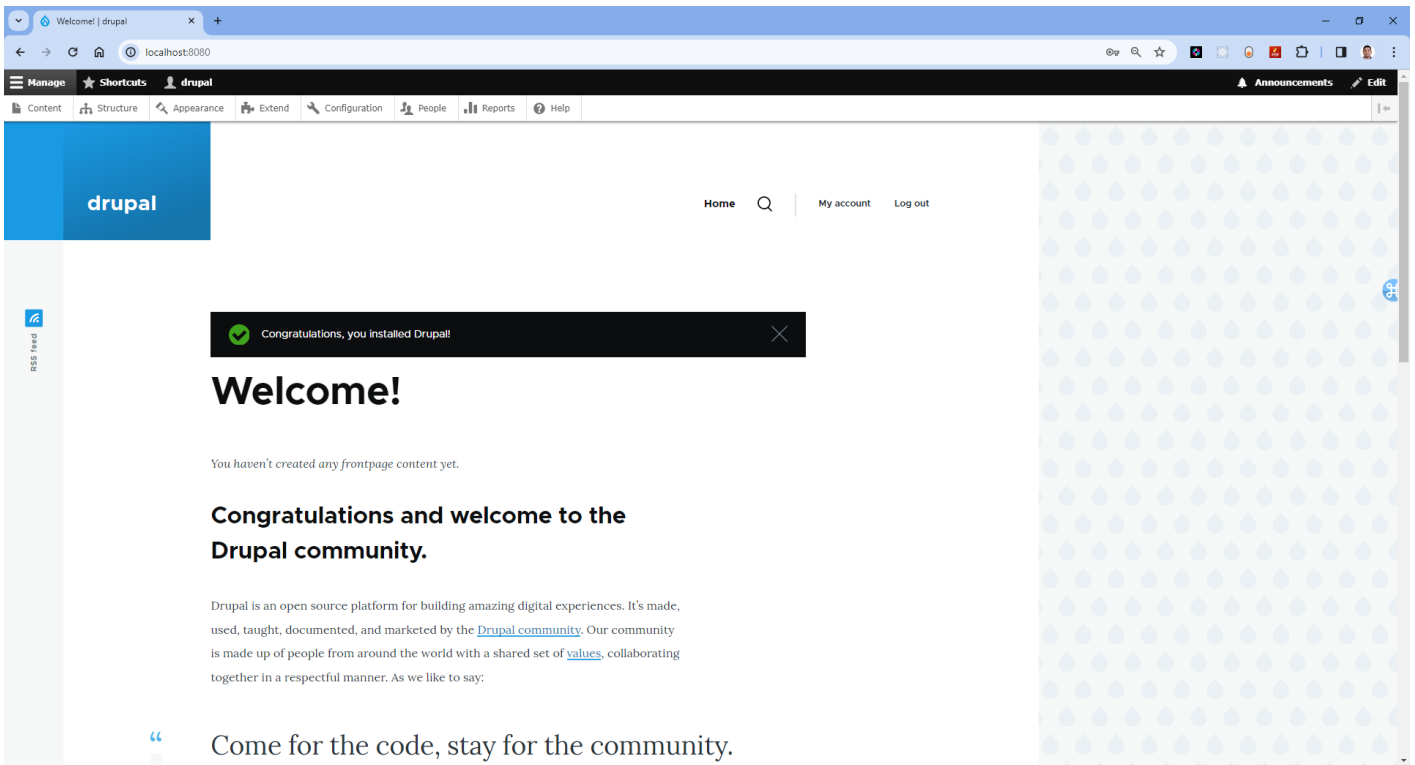 Welcome! | drupal
localhost:8080
Manage Shortcuts drupal Announcements Edit
Content Structure Appearance Extend Configuration People Reports Help
drupal
Home My account Log out
RSS feed
Congratulations, you installed Drupal!
Welcome!
You haven't created any frontpage content yet.
Congratulations and welcome to the
Drupal community.
Drupal is an open source platform for building amazing digital experiences. It's made,
used, taught, documented, and marketed by the Drupal community. Our community
is made up of people from around the world with a shared set of values, collaborating
together in a respectful manner. As we like to say:
“
Come for the code, stay for the community.